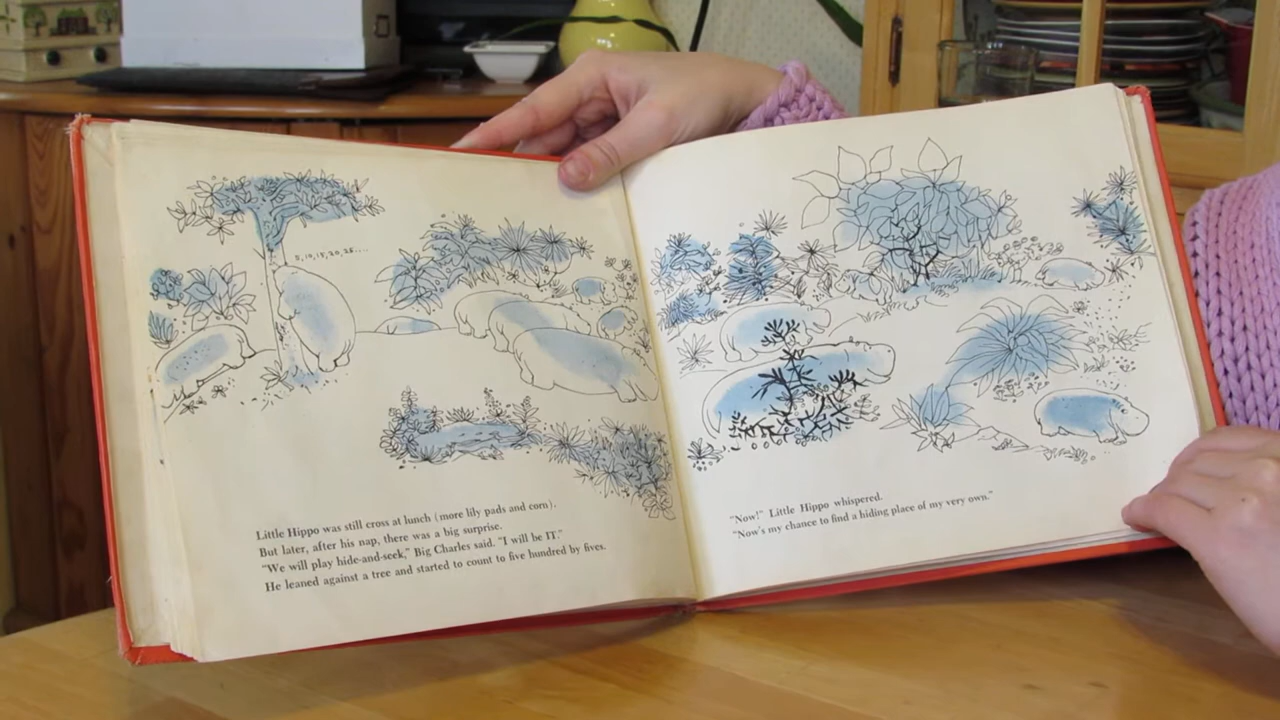 5, 10, 15, 20, 25....
Little Hippo was still cross at lunch (more lily pads and corn).
But later, after his nap, there was a big surprise.
"We will play hide-and-seek," Big Charles said. "I will be IT."
He leaned against a tree and started to count to five hundred by fives.
"Now!" Little Hippo whispered.
"Now's my chance to find a hiding place of my very own."